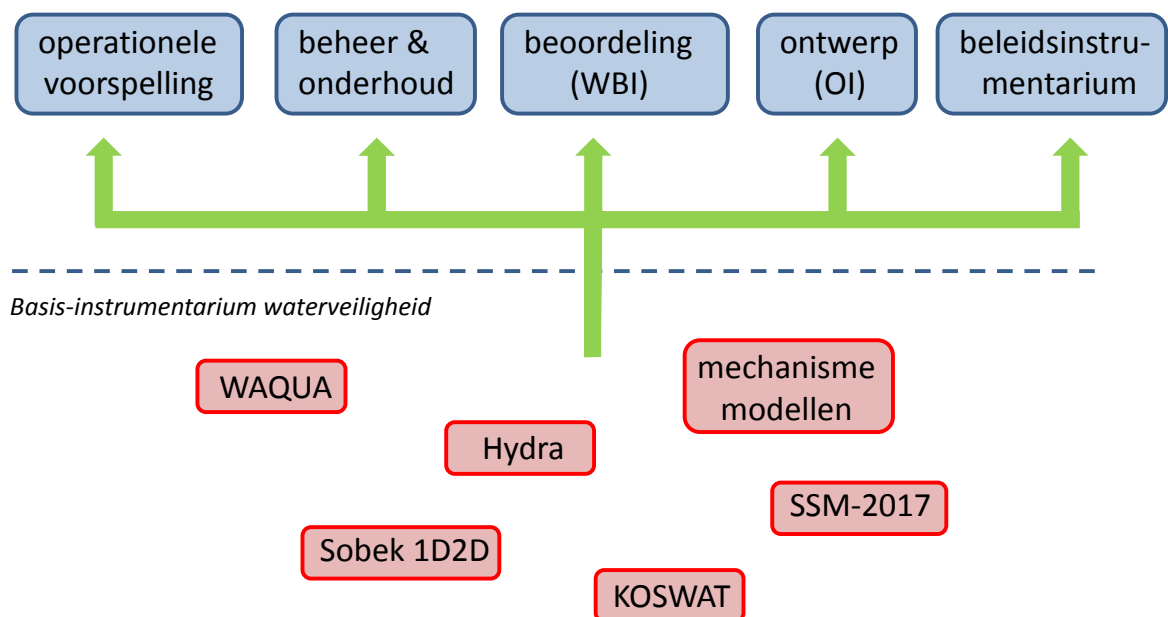 operationele
voorspelling
beheer &
onderhoud
beoordeling
(WBI)
ontwerp
(OI)
beleidsinstru-
mentarium
Basis-instrumentarium waterveiligheid
WAQUA
mechanisme
modellen
Hydra
SSM-2017
Sobek 1D2D
KOSWAT